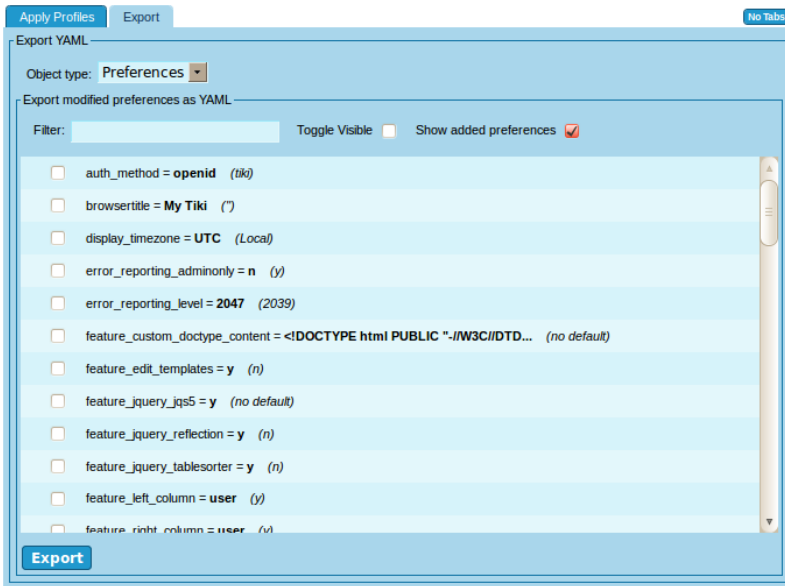 Apply Profiles Export No Tabs
Export YAML
Object type: Preferences
Export modified preferences as YAML
Filter: Toggle Visible Show added preferences
auth_method = openid (tiki)
browsertitle = My Tiki ('')
display_timezone = UTC (Local)
error_reporting_adminonly = n (y)
error_reporting_level = 2047 (2039)
feature_custom_doctype_content = <!DOCTYPE html PUBLIC "-//W3C//DTD... (no default)
feature_edit_templates = y (n)
feature_jquery_jqs5 = y (no default)
feature_jquery_reflection = y (n)
feature_jquery_tablesorter = y (n)
feature_left_column = user (y)
feature_right_column = user (y)
Export